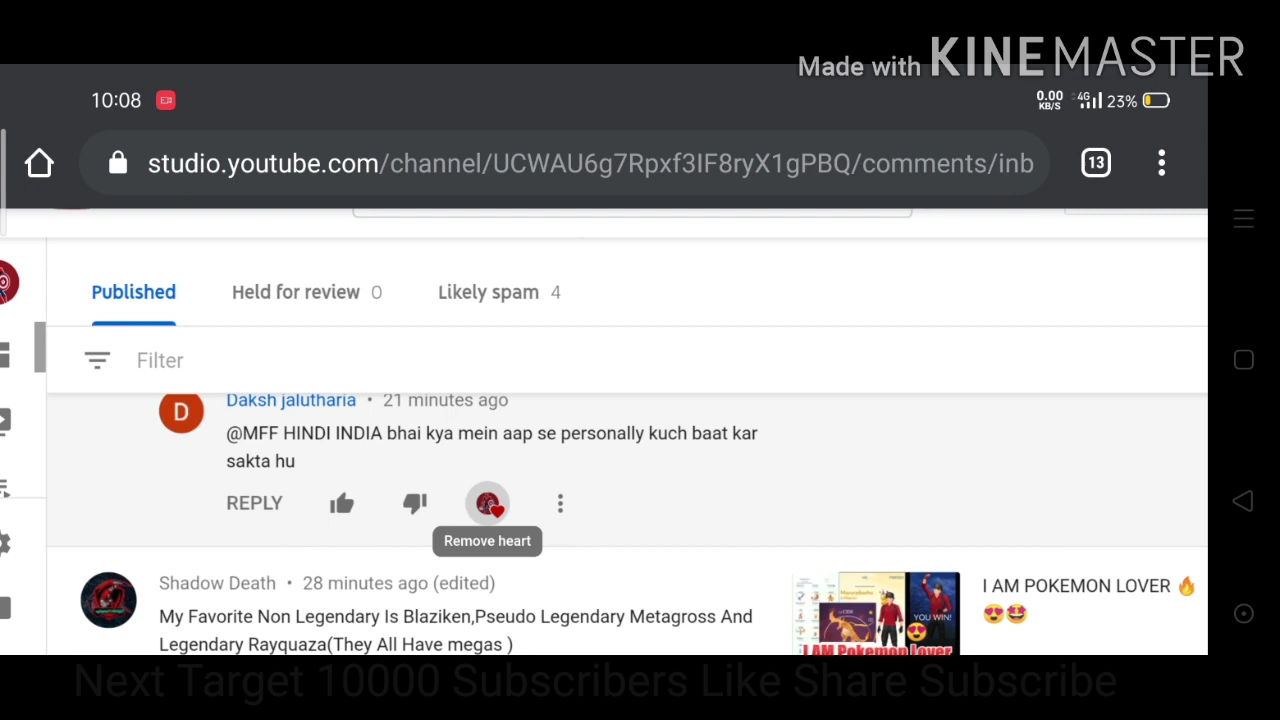 Made with KINEMASTER
10:08
0.00 KB/S 4G 23%
studio.youtube.com/channel/UCWAU6g7Rpxf3IF8ryX1gPBQ/comments/inb
13
Published Held for review 0 Likely spam 4
Filter
D
Daksh jalutharia • 21 minutes ago
@MFF HINDI INDIA bhai kya mein aap se personally kuch baat kar
sakta hu
REPLY
Remove heart
Shadow Death • 28 minutes ago (edited)
My Favorite Non Legendary Is Blaziken,Pseudo Legendary Metagross And
Legendary Rayquaza(They All Have megas )
I AM POKEMON LOVER 🔥
😍🤩
YOU WIN!
I AM Pokemon Lover
Next Target 10000 Subscribers Like Share Subscribe